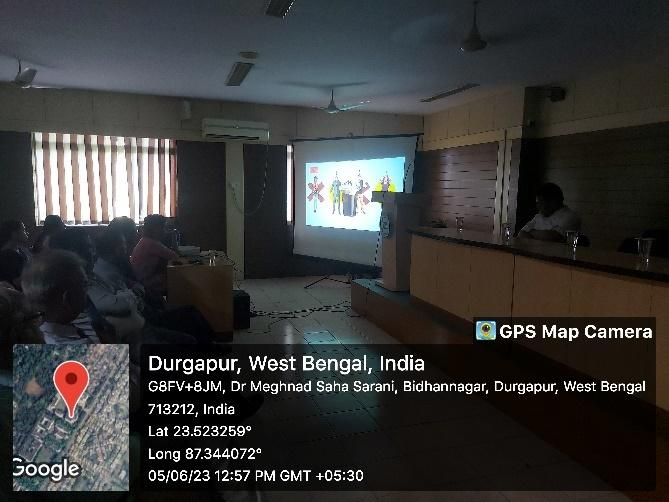 GPS Map Camera
Durgapur, West Bengal, India
G8FV+8JM, Dr Meghnad Saha Sarani, Bidhannagar, Durgapur, West Bengal
713212, India
Lat 23.523259°
Long 87.344072°
05/06/23 12:57 PM GMT +05:30
Google